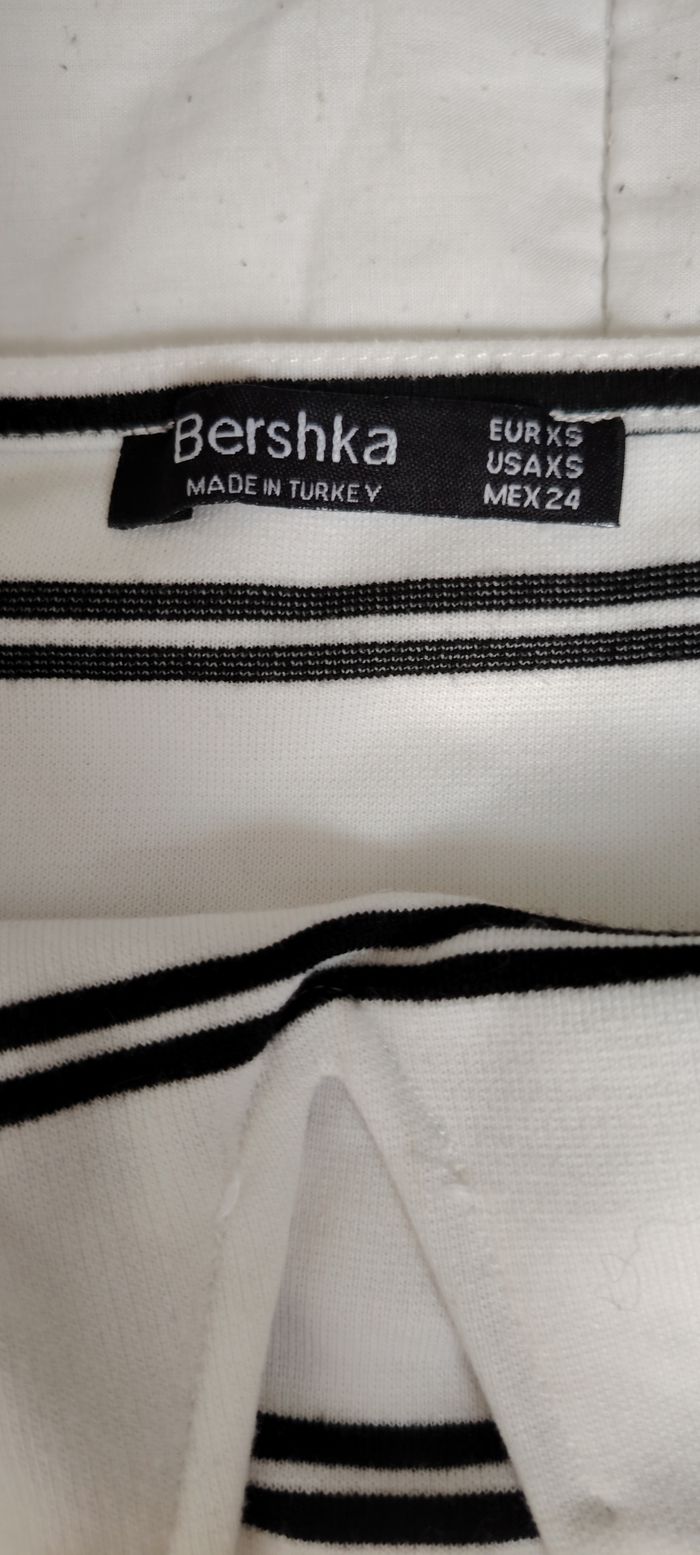 Bershka
MADE IN TURKEY
EUR XS
USA XS
MEX 24